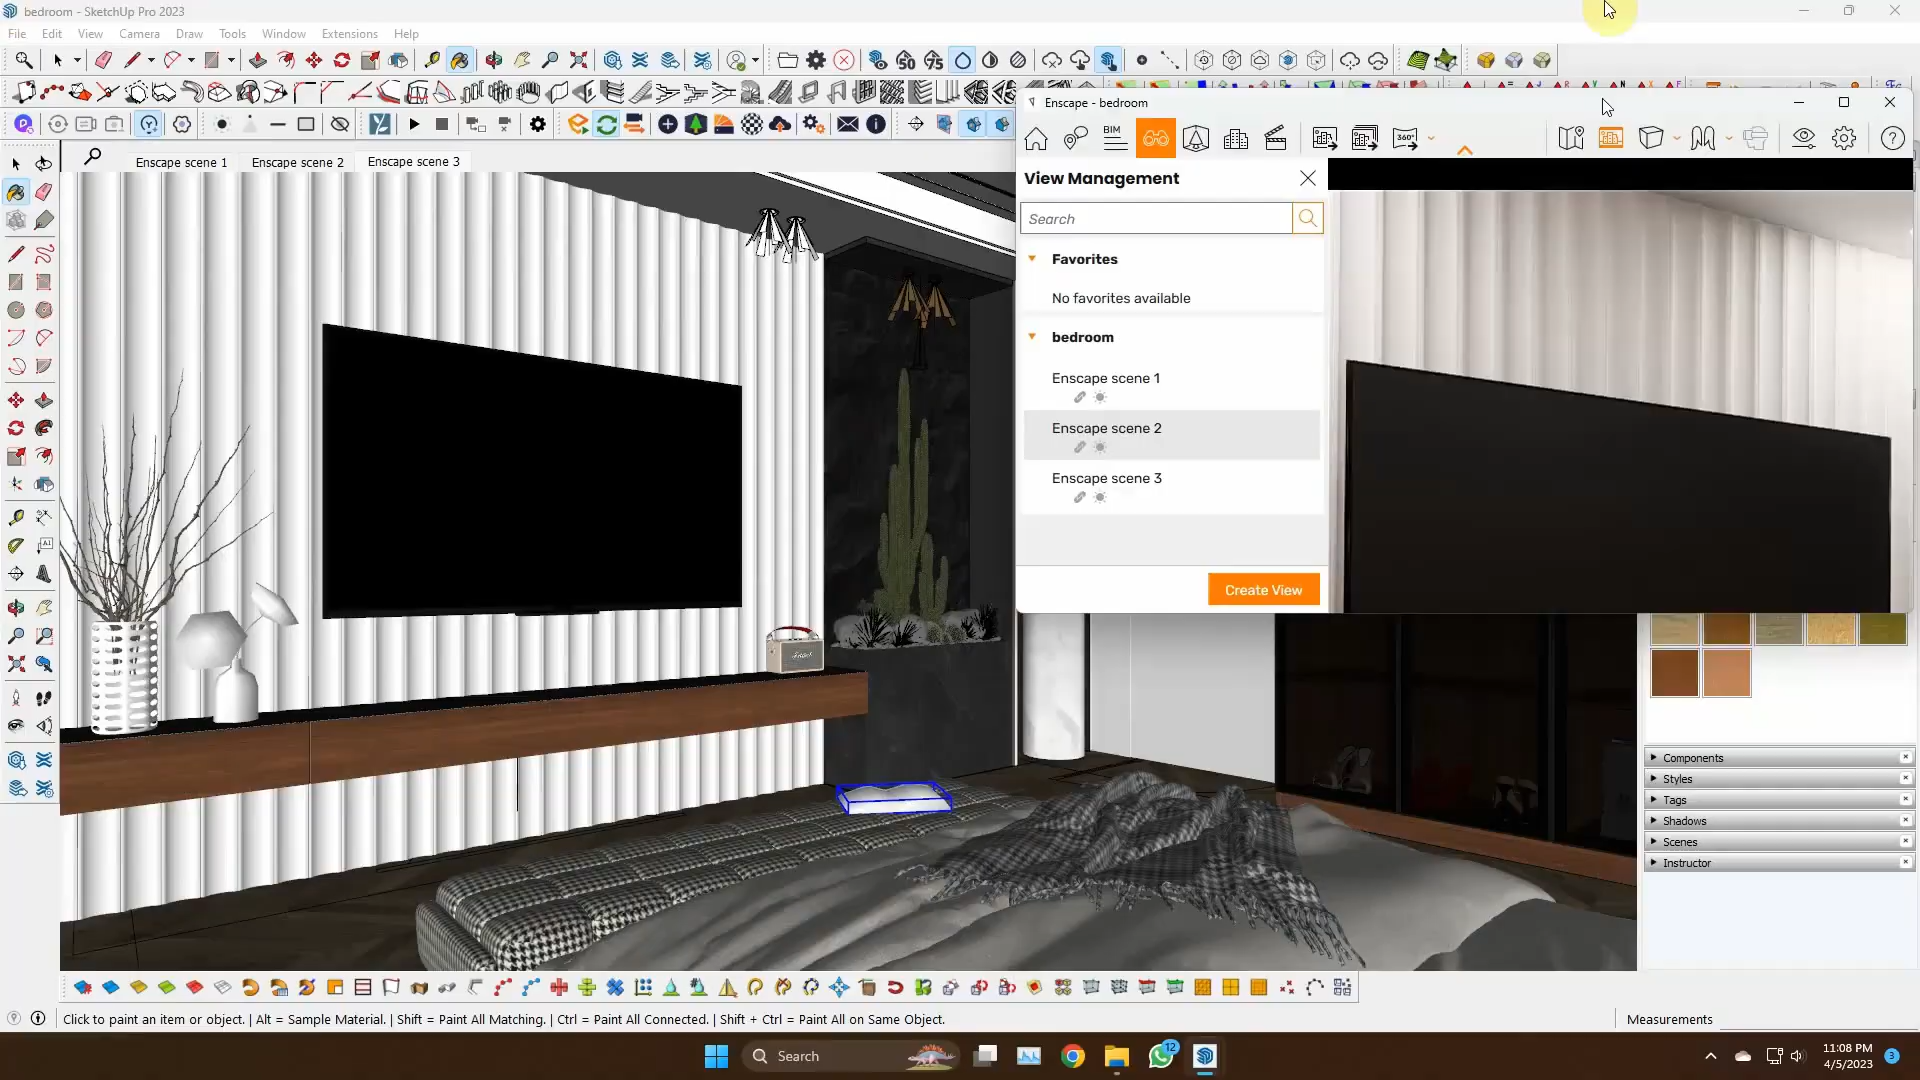 bedroom - SketchUp Pro 2023
File Edit View Camera Draw Tools Window Extensions Help
Enscape - bedroom
BIM
360°
Enscape scene 1 Enscape scene 2 Enscape scene 3
View Management
Search
Favorites
No favorites available
bedroom
Enscape scene 1
Enscape scene 2
Enscape scene 3
Create View
Components
Styles
Tags
Shadows
Scenes
Instructor
Click to paint an item or object. | Alt = Sample Material. | Shift = Paint All Matching. | Ctrl = Paint All Connected. | Shift + Ctrl = Paint All on Same Object.
Measurements
Search
12
11:08 PM
4/5/2023
3